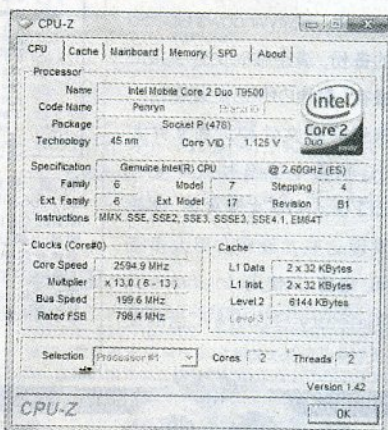 CPU-Z
CPU Cache Mainboard Memory SPD About
Processor
Name Intel Mobile Core 2 Duo T9500
Code Name Penryn Brand ID
Package Socket P (478)
Technology 45 nm Core VID 1.125 V
intel
Core 2
Duo
Specification Genuine Intel(R) CPU @ 2.60GHz (ES)
Family 6 Model 7 Stepping 4
Ext. Family 6 Ext. Model 17 Revision B1
Instructions MMX, SSE, SSE2, SSE3, SSSE3, SSE4.1, EM64T
Clocks (Core#0)
Core Speed 2594.9 MHz
Multiplier x 13.0 ( 6 - 13 )
Bus Speed 199.6 MHz
Rated FSB 798.4 MHz
Cache
L1 Data 2 x 32 KBytes
L1 Inst. 2 x 32 KBytes
Level 2 6144 KBytes
Level 3
Selection Processor #1 Cores 2 Threads 2
Version 1.42
CPU-Z OK